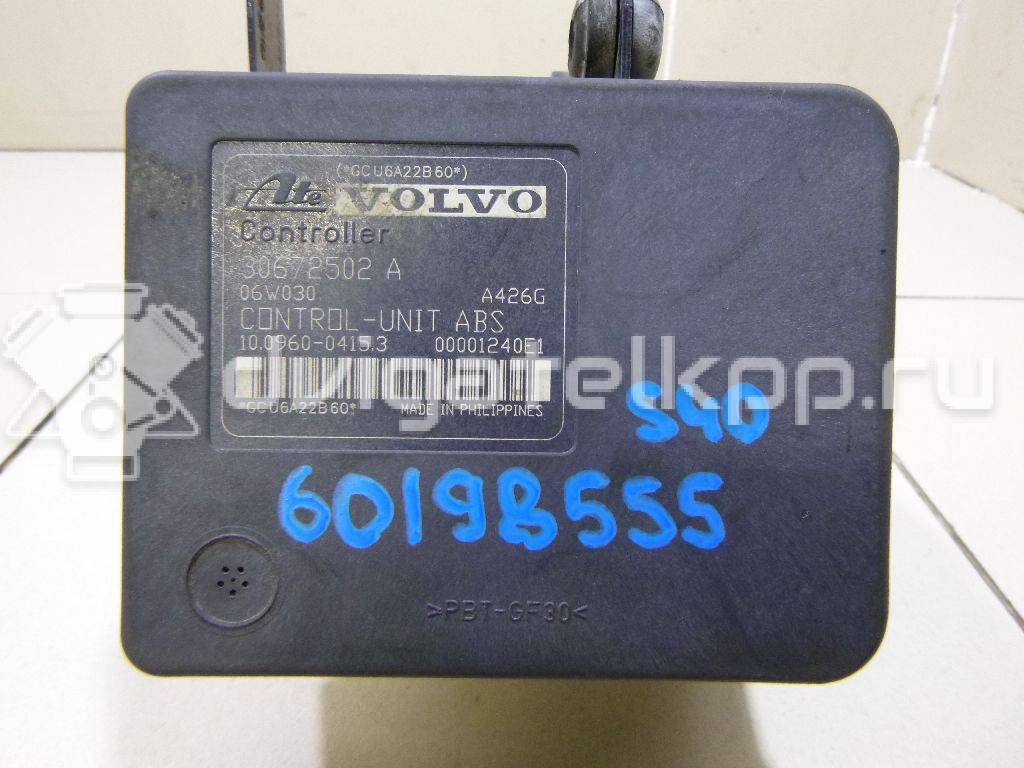 (*GCU6A22B60*)
Ate VOLVO
Controller
30672502 A
06W030 A426G
CONTROL-UNIT ABS
10.0960-0415.3 00001240E1
*GCU6A22B60* MADE IN PHILIPPINES
S40
60198555
>PBT-GF30<
dvigatelkop.ru